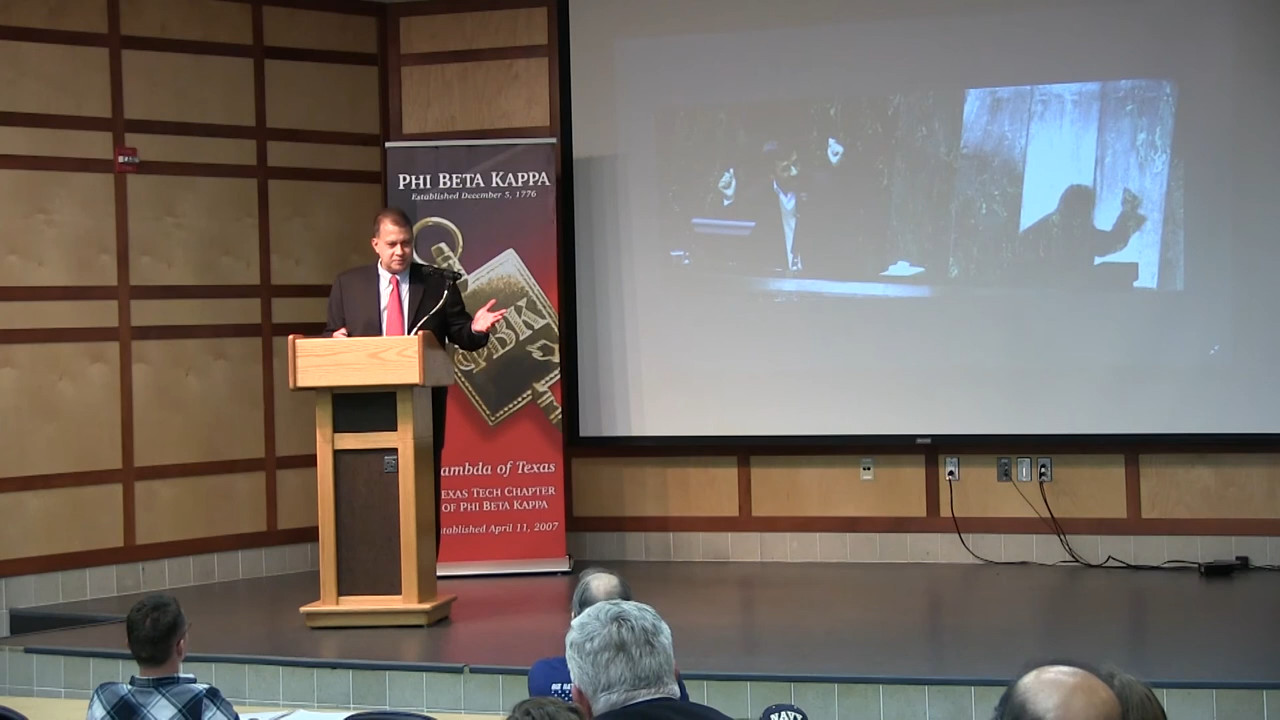 PHI BETA KAPPA
Established December 5, 1776
ΦBK
ambda of Texas
EXAS TECH CHAPTER
OF PHI BETA KAPPA
tablished April 11, 2007
NAVY